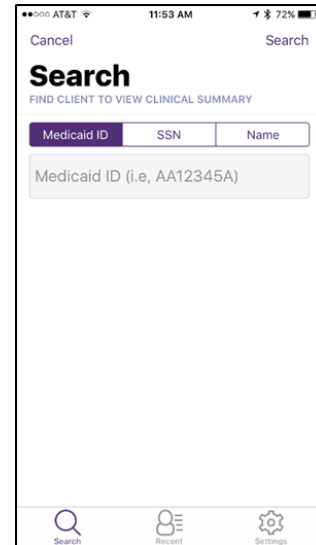 AT&T 11:53 AM 72%
Cancel Search
Search
FIND CLIENT TO VIEW CLINICAL SUMMARY
Medicaid ID SSN Name
Medicaid ID (i.e, AA12345A)
Search Recent Settings